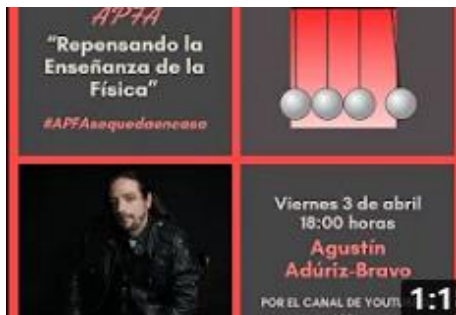 APFA
"Repensando la
Enseñanza de la
Física"
#APFAsequedaencasa
Viernes 3 de abril
18:00 horas
Agustín
Adúriz-Bravo
POR EL CANAL DE
1:1